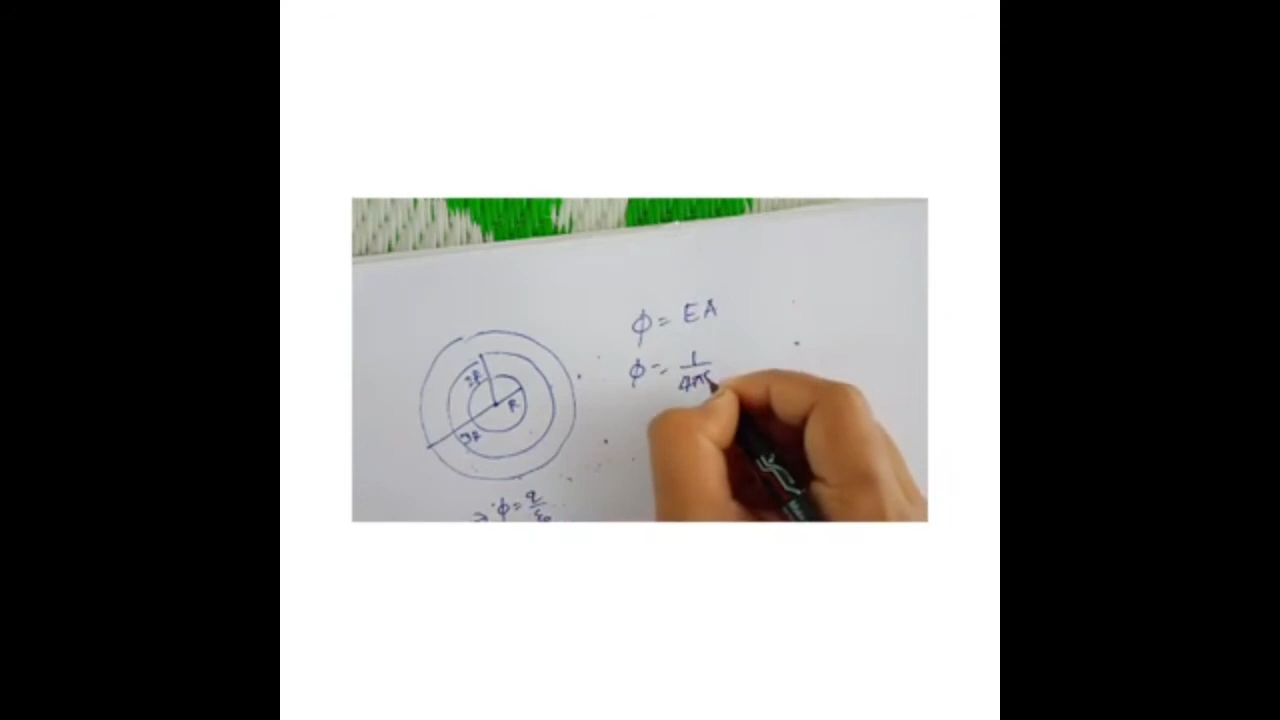 ϕ = EA
ϕ = 1/4π
2R
R
3R
⇒ ϕ = q/ε₀